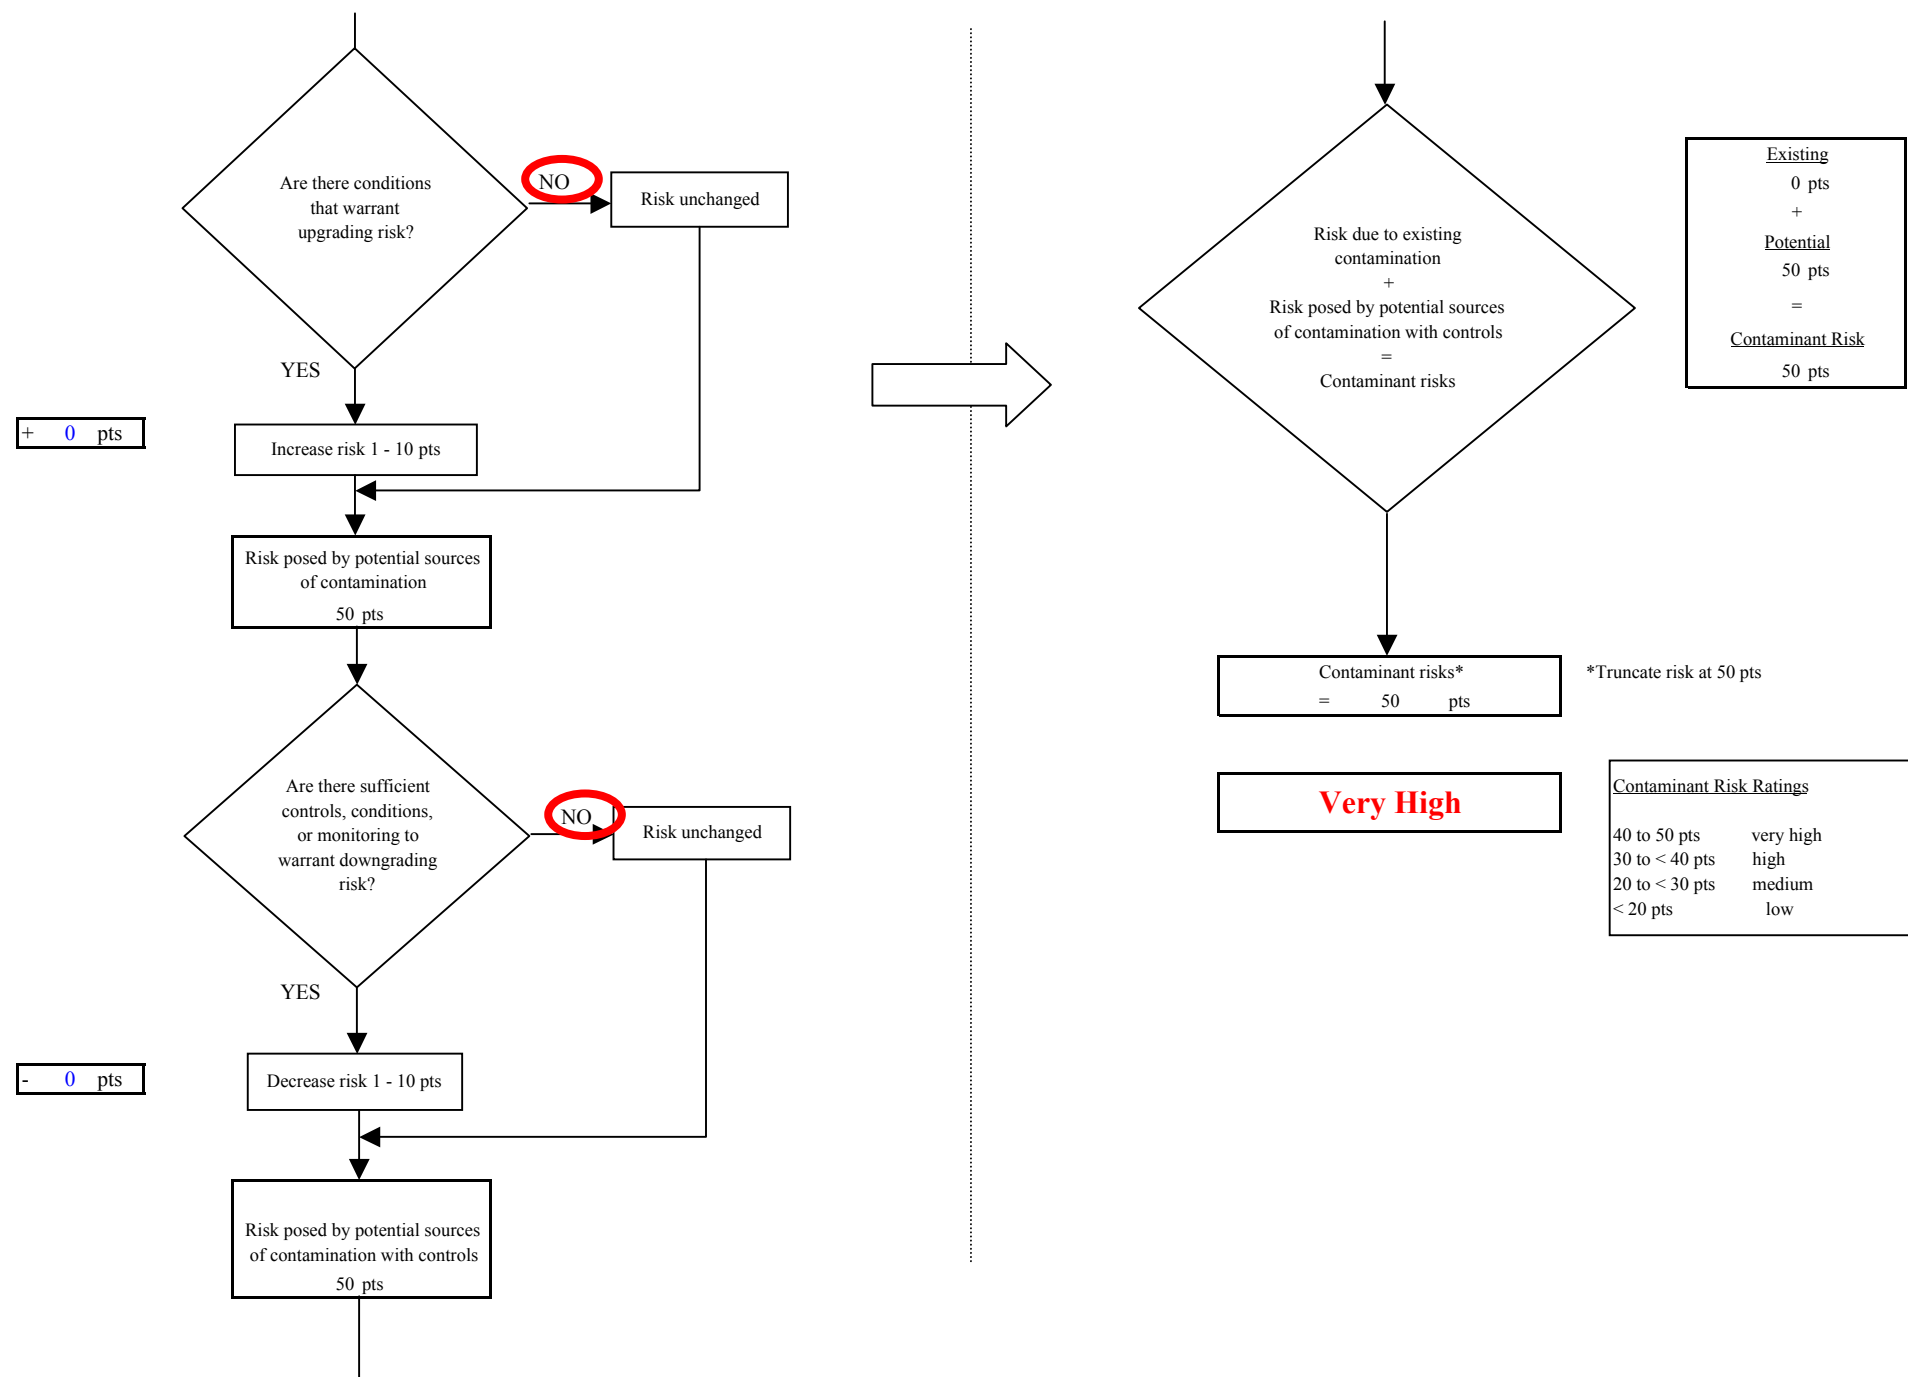 Are there conditions
that warrant
upgrading risk?
NO
Risk unchanged
YES
+ 0 pts
Increase risk 1 - 10 pts
Risk posed by potential sources
of contamination
50 pts
Are there sufficient
controls, conditions,
or monitoring to
warrant downgrading
risk?
NO
Risk unchanged
YES
- 0 pts
Decrease risk 1 - 10 pts
Risk posed by potential sources
of contamination with controls
50 pts
Risk due to existing
contamination
+
Risk posed by potential sources
of contamination with controls
=
Contaminant risks
Existing
0 pts
+
Potential
50 pts
=
Contaminant Risk
50 pts
Contaminant risks*
= 50 pts
*Truncate risk at 50 pts
Very High
Contaminant Risk Ratings
40 to 50 pts very high
30 to < 40 pts high
20 to < 30 pts medium
< 20 pts low